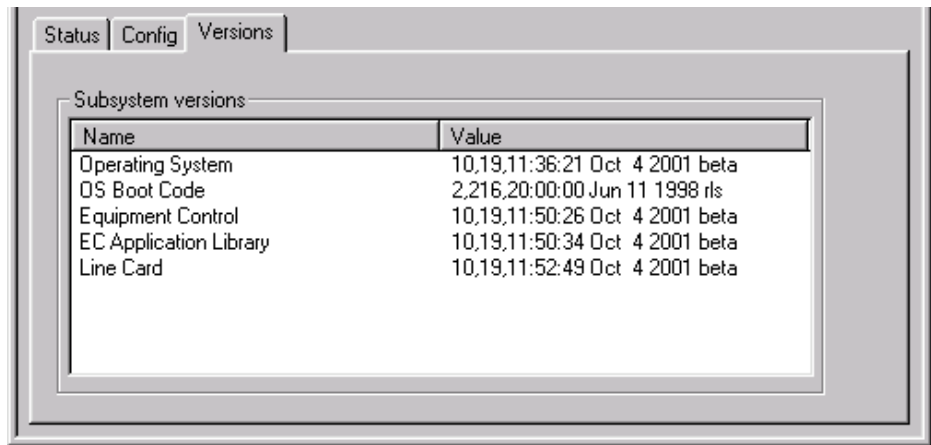 Status Config Versions
Subsystem versions
Name Value
Operating System 10,19,11:36:21 Oct  4 2001 beta
OS Boot Code 2,216,20:00:00 Jun 11 1998 rls
Equipment Control 10,19,11:50:26 Oct  4 2001 beta
EC Application Library 10,19,11:50:34 Oct  4 2001 beta
Line Card 10,19,11:52:49 Oct  4 2001 beta